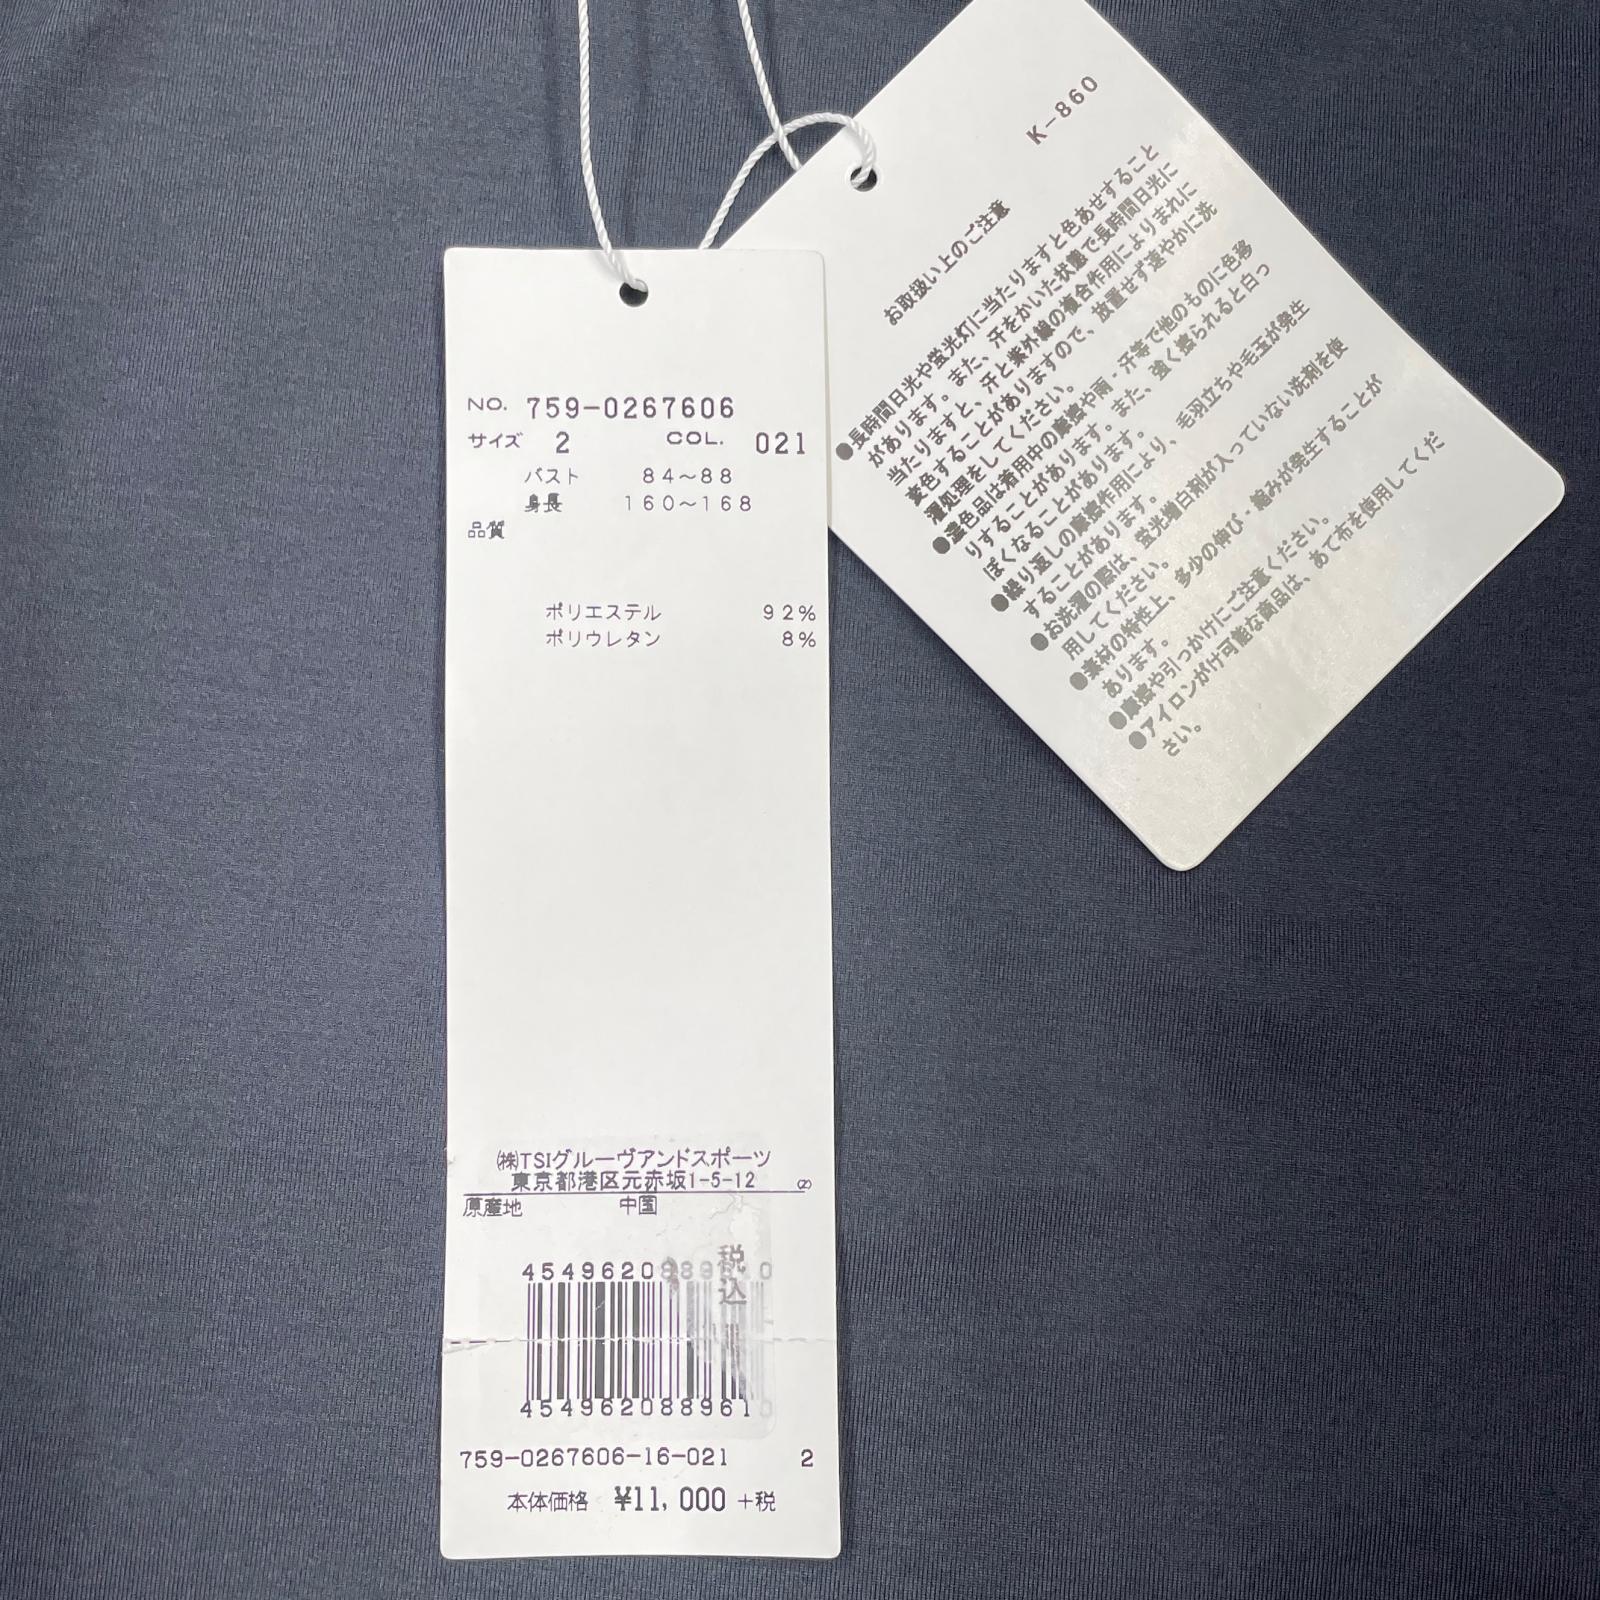 NO. 759-0267606
サイズ 2 COL. 021
バスト 84～88
身長 160～168
品質
ポリエステル 92%
ポリウレタン 8%
㈱TSIグルーヴアンドスポーツ
東京都港区元赤坂1-5-12
原産地 中国
税込
4549620889610
759-0267606-16-021 2
本体価格 ¥11,000 +税
K-860
お取扱い上のご注意
●長時間日光や蛍光灯に当たりますと色あせすること
があります。また、汗をかいた状態で長時間日光に
当たりますと、汗と紫外線の複合作用によりまれに
変色することがありますので、放置せず速やかに洗
濯処理をしてください。
●濃色品は着用中の摩擦や雨・汗等で他のものに色移
りすることがあります。また、強く擦られると白っ
ぽくなることがあります。
●繰り返しの摩擦作用により、毛羽立ちや毛玉が発生
することがあります。
●お洗濯の際は、蛍光増白剤が入っていない洗剤を使
用してください。
●素材の特性上、多少の伸び・縮みが発生することが
あります。
●摩擦や引っかけにご注意ください。
●アイロンがけ可能な商品は、あて布を使用してくだ
さい。